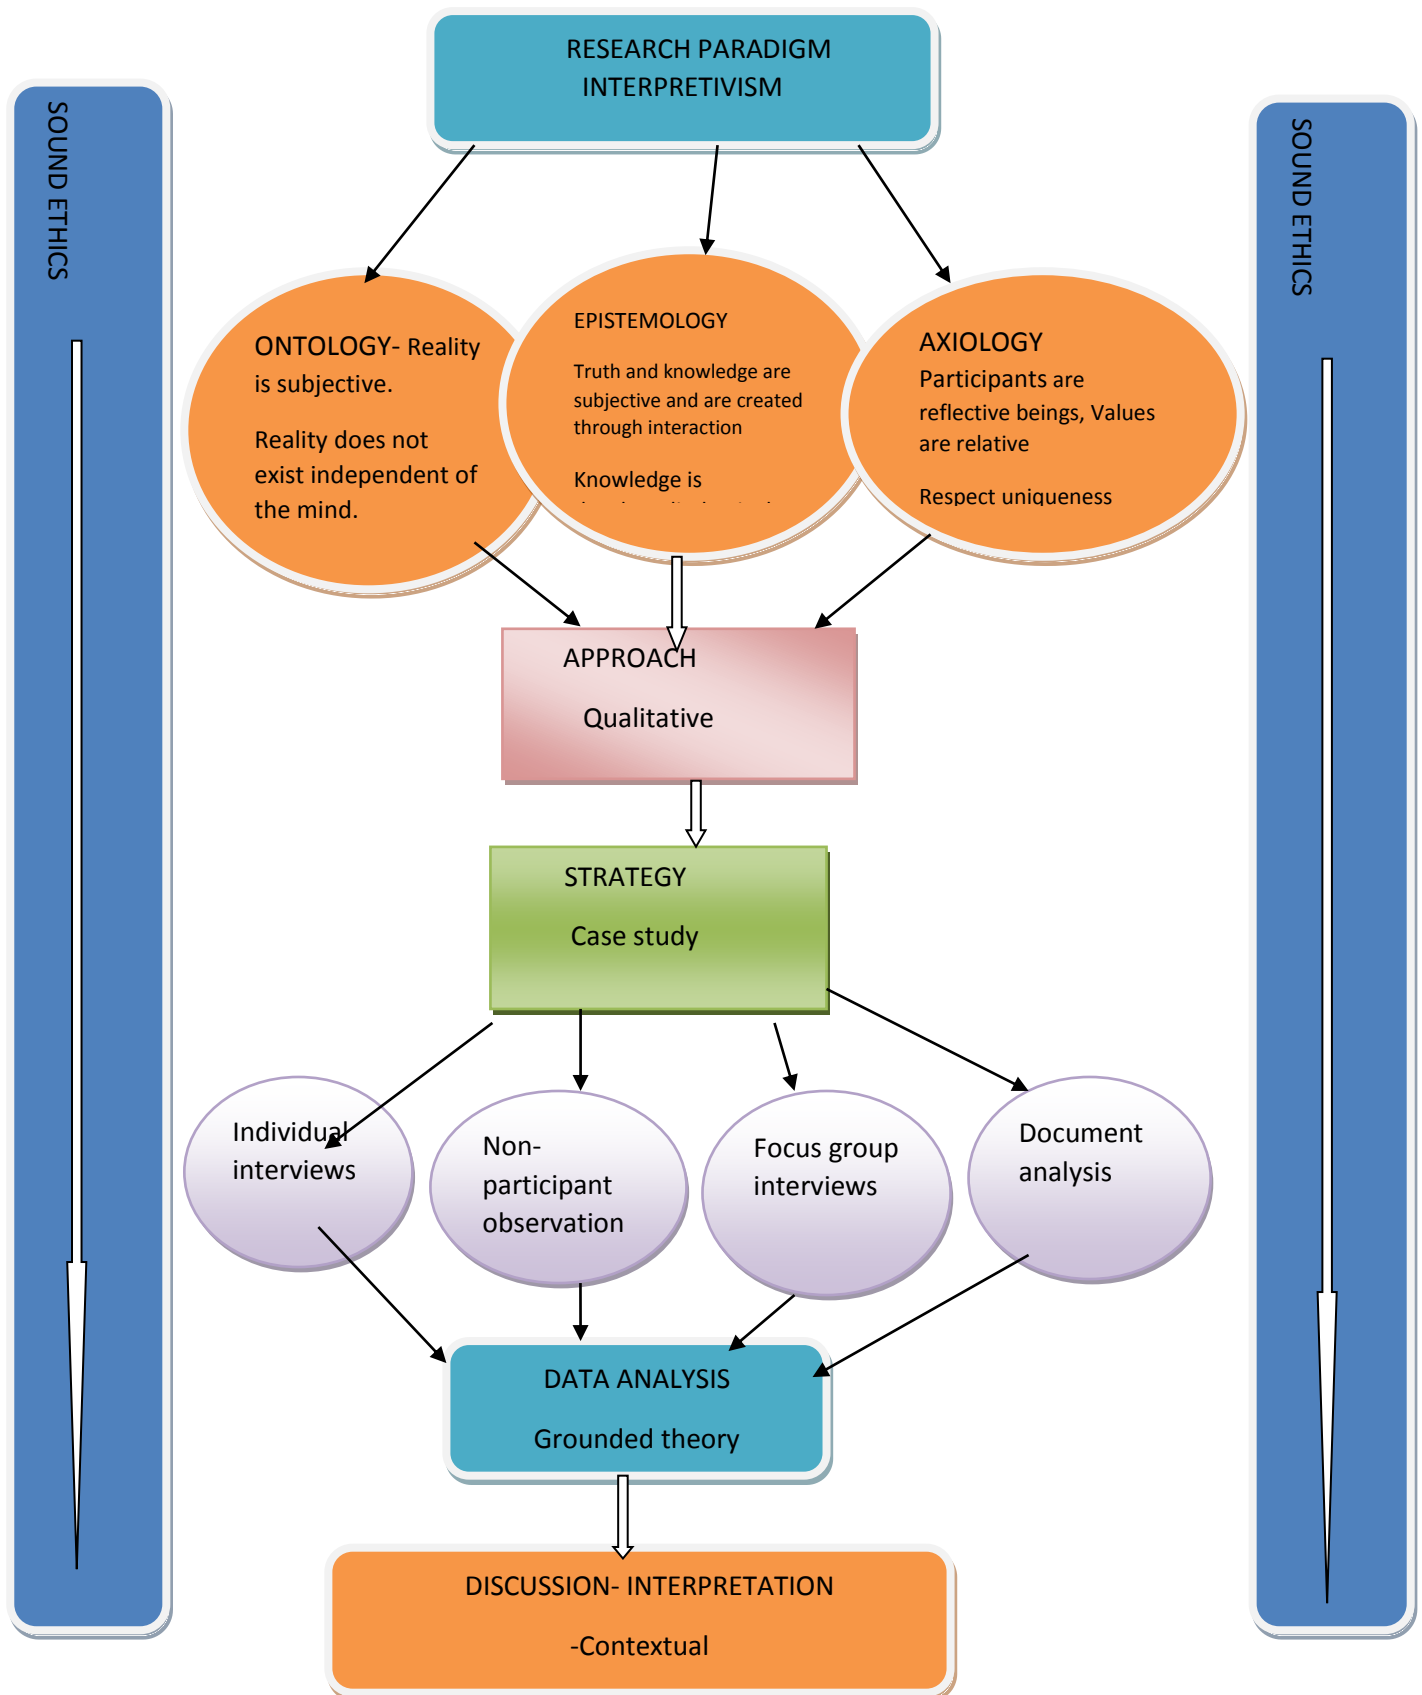 RESEARCH PARADIGM
INTERPRETIVISM
SOUND ETHICS
SOUND ETHICS
ONTOLOGY- Reality
is subjective.
Reality does not
exist independent of
the mind.
EPISTEMOLOGY
Truth and knowledge are
subjective and are created
through interaction
Knowledge is
AXIOLOGY
Participants are
reflective beings, Values
are relative
Respect uniqueness
APPROACH
Qualitative
STRATEGY
Case study
Individual
interviews
Non-
participant
observation
Focus group
interviews
Document
analysis
DATA ANALYSIS
Grounded theory
DISCUSSION- INTERPRETATION
-Contextual